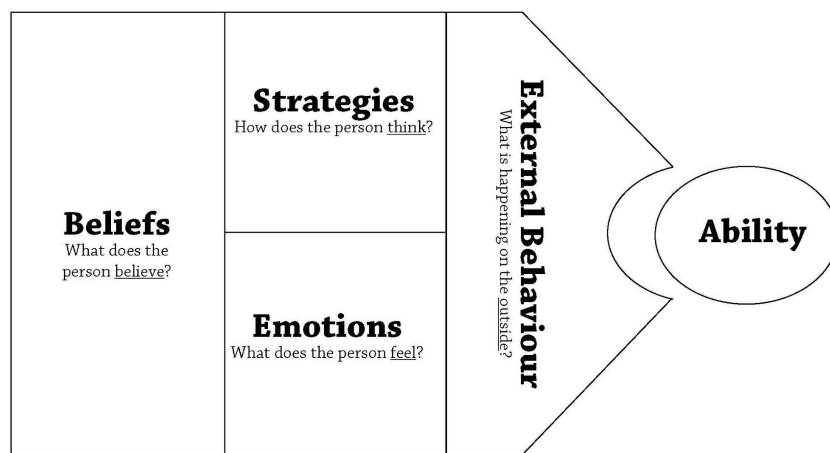 Beliefs
What does the
person believe?
Strategies
How does the person think?
Emotions
What does the person feel?
External Behaviour
What is happening on the outside?
Ability